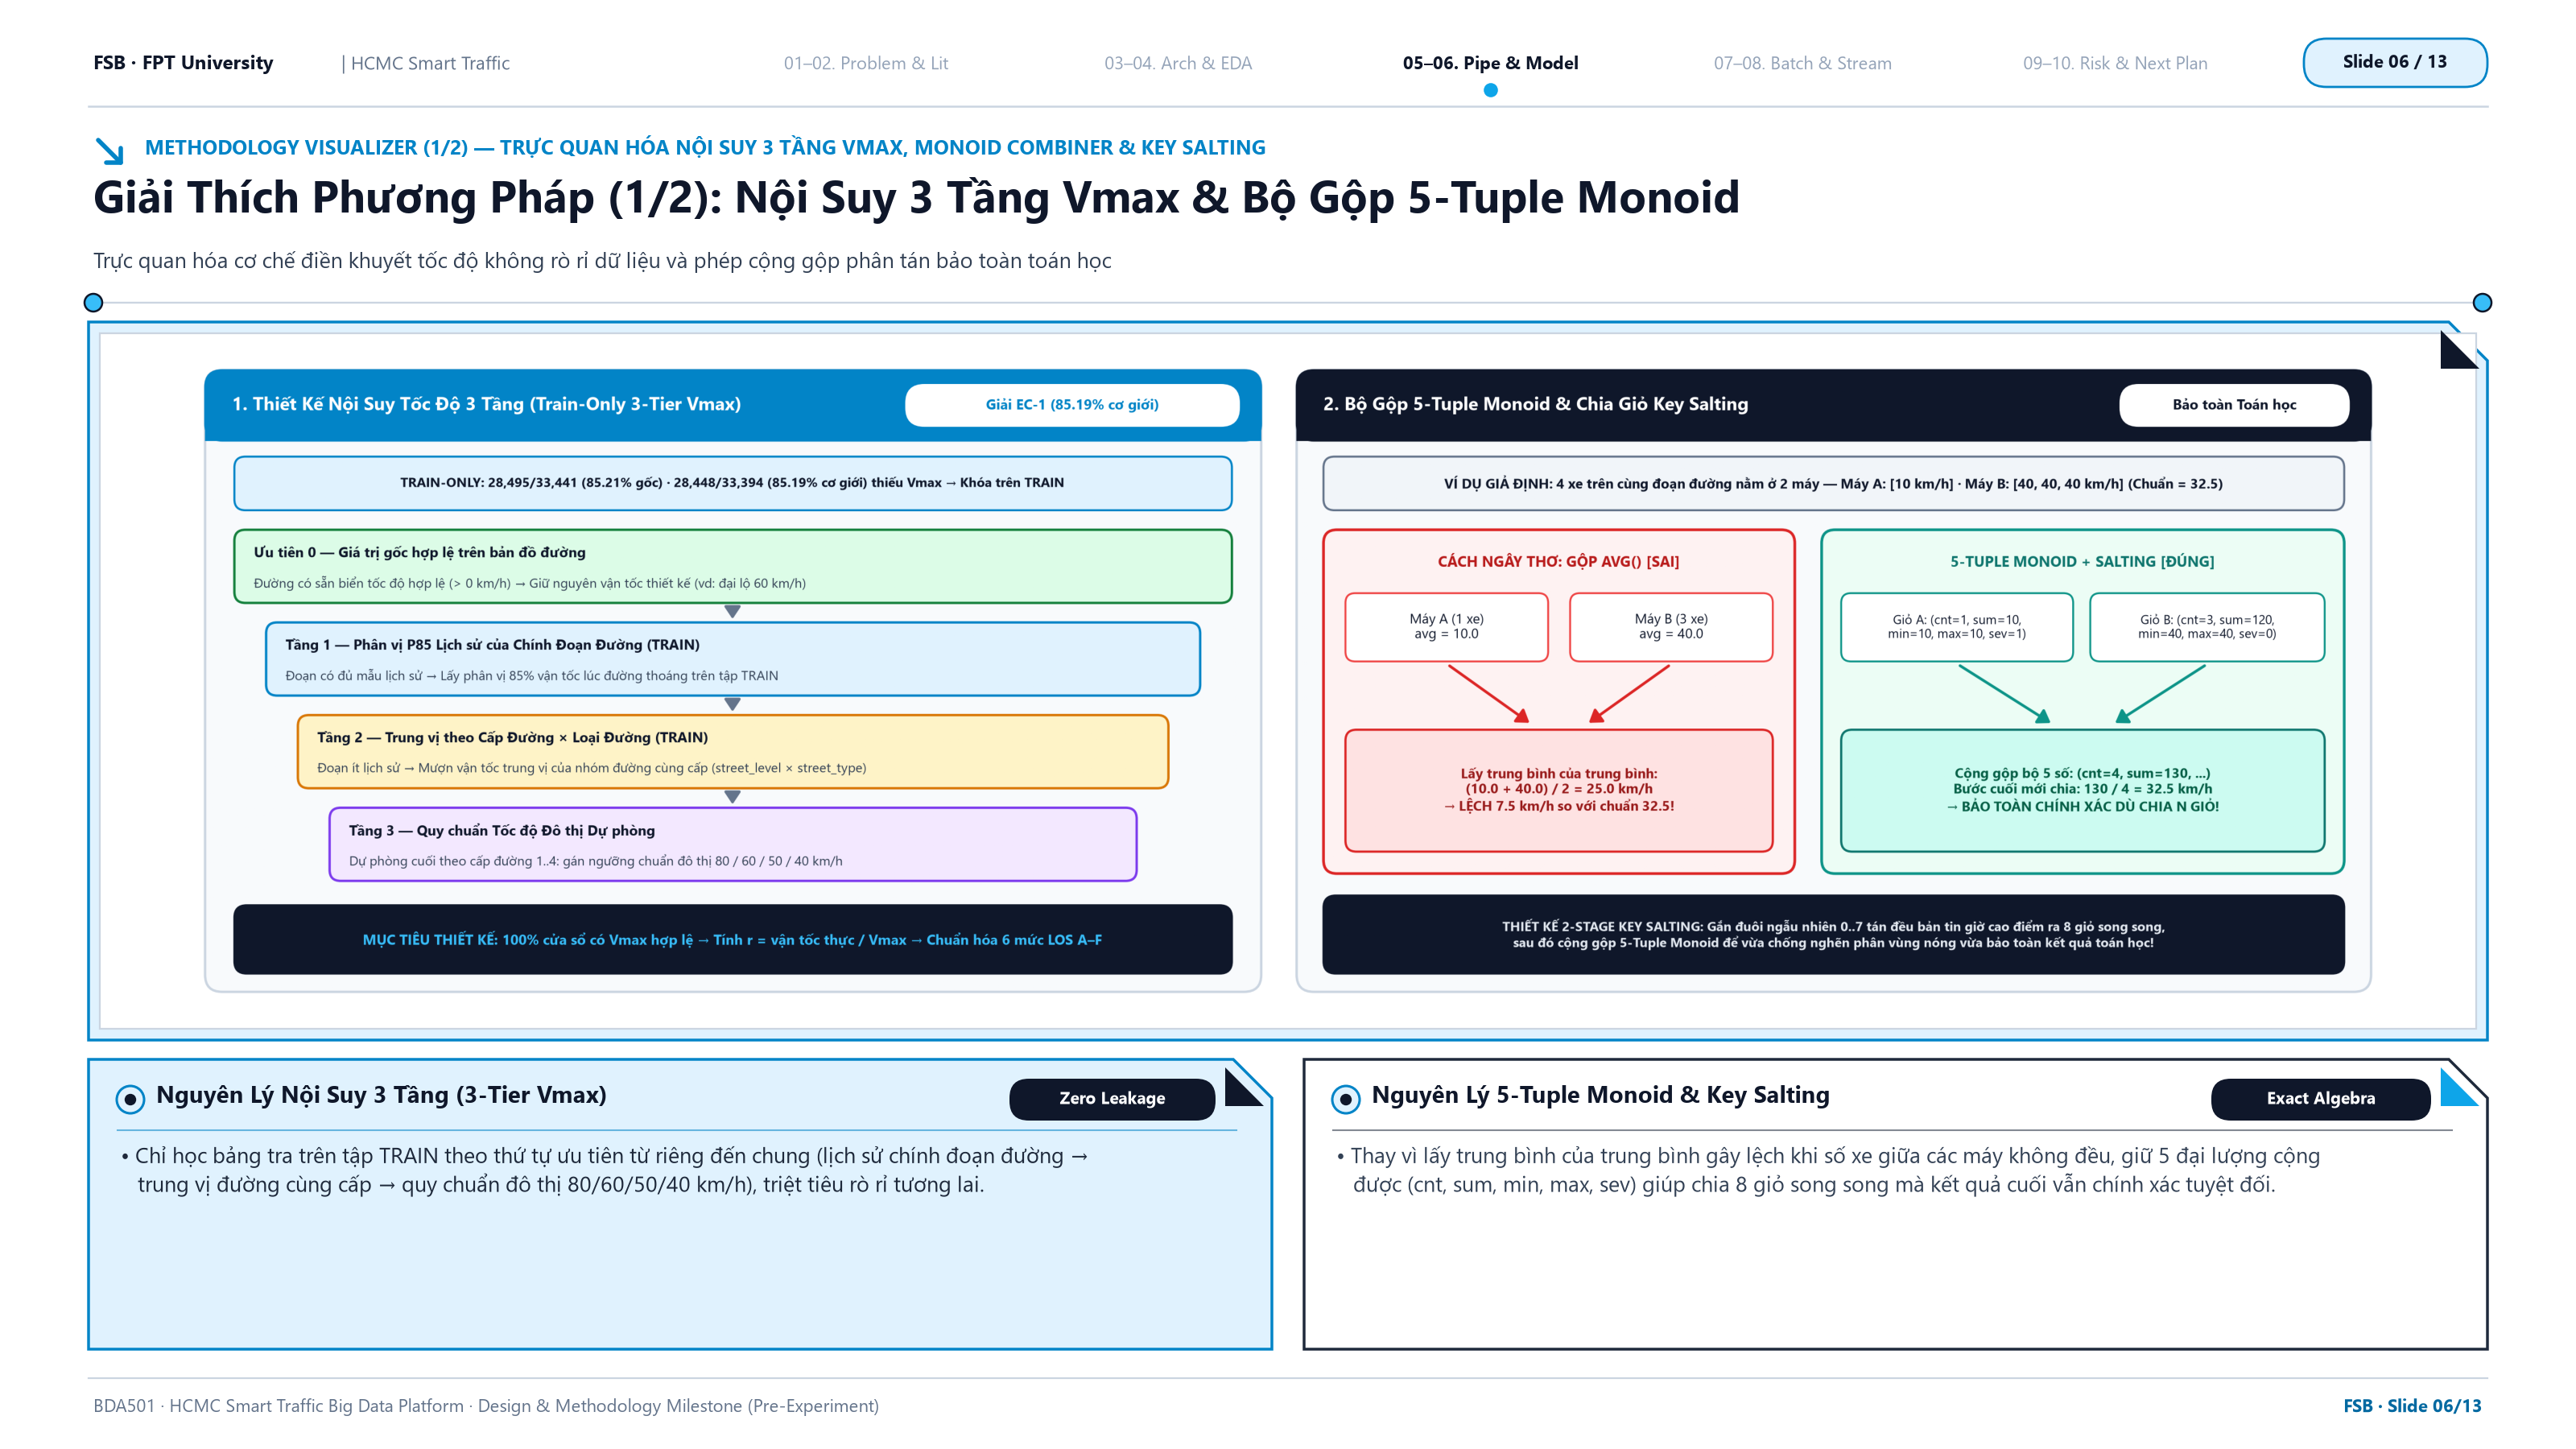 FSB · FPT University | HCMC Smart Traffic 01–02. Problem & Lit 03–04. Arch & EDA 05–06. Pipe & Model 07–08. Batch & Stream 09–10. Risk & Next Plan Slide 06 / 13
METHODOLOGY VISUALIZER (1/2) — TRỰC QUAN HÓA NỘI SUY 3 TẦNG VMAX, MONOID COMBINER & KEY SALTING
Giải Thích Phương Pháp (1/2): Nội Suy 3 Tầng Vmax & Bộ Gộp 5-Tuple Monoid
Trực quan hóa cơ chế điền khuyết tốc độ không rò rỉ dữ liệu và phép cộng gộp phân tán bảo toàn toán học
1. Thiết Kế Nội Suy Tốc Độ 3 Tầng (Train-Only 3-Tier Vmax) Giải EC-1 (85.19% cơ giới)
TRAIN-ONLY: 28,495/33,441 (85.21% gốc) · 28,448/33,394 (85.19% cơ giới) thiếu Vmax → Khóa trên TRAIN
Ưu tiên 0 — Giá trị gốc hợp lệ trên bản đồ đường
Đường có sẵn biển tốc độ hợp lệ (> 0 km/h) → Giữ nguyên vận tốc thiết kế (vd: đại lộ 60 km/h)
Tầng 1 — Phân vị P85 Lịch sử của Chính Đoạn Đường (TRAIN)
Đoạn có đủ mẫu lịch sử → Lấy phân vị 85% vận tốc lúc đường thoáng trên tập TRAIN
Tầng 2 — Trung vị theo Cấp Đường × Loại Đường (TRAIN)
Đoạn ít lịch sử → Mượn vận tốc trung vị của nhóm đường cùng cấp (street_level × street_type)
Tầng 3 — Quy chuẩn Tốc độ Đô thị Dự phòng
Dự phòng cuối theo cấp đường 1..4: gán ngưỡng chuẩn đô thị 80 / 60 / 50 / 40 km/h
MỤC TIÊU THIẾT KẾ: 100% cửa sổ có Vmax hợp lệ → Tính r = vận tốc thực / Vmax → Chuẩn hóa 6 mức LOS A–F
2. Bộ Gộp 5-Tuple Monoid & Chia Giỏ Key Salting Bảo toàn Toán học
VÍ DỤ GIẢ ĐỊNH: 4 xe trên cùng đoạn đường nằm ở 2 máy — Máy A: [10 km/h] · Máy B: [40, 40, 40 km/h] (Chuẩn = 32.5)
CÁCH NGÂY THƠ: GỘP AVG() [SAI]
Máy A (1 xe)
avg = 10.0
Máy B (3 xe)
avg = 40.0
Lấy trung bình của trung bình:
(10.0 + 40.0) / 2 = 25.0 km/h
→ LỆCH 7.5 km/h so với chuẩn 32.5!
5-TUPLE MONOID + SALTING [ĐÚNG]
Giỏ A: (cnt=1, sum=10,
min=10, max=10, sev=1)
Giỏ B: (cnt=3, sum=120,
min=40, max=40, sev=0)
Cộng gộp bộ 5 số: (cnt=4, sum=130, ...)
Bước cuối mới chia: 130 / 4 = 32.5 km/h
→ BẢO TOÀN CHÍNH XÁC DÙ CHIA N GIỎ!
THIẾT KẾ 2-STAGE KEY SALTING: Gắn đuôi ngẫu nhiên 0..7 tán đều bản tin giờ cao điểm ra 8 giỏ song song,
sau đó cộng gộp 5-Tuple Monoid để vừa chống nghẽn phân vùng nóng vừa bảo toàn kết quả toán học!
Nguyên Lý Nội Suy 3 Tầng (3-Tier Vmax) Zero Leakage
• Chỉ học bảng tra trên tập TRAIN theo thứ tự ưu tiên từ riêng đến chung (lịch sử chính đoạn đường →
trung vị đường cùng cấp → quy chuẩn đô thị 80/60/50/40 km/h), triệt tiêu rò rỉ tương lai.
Nguyên Lý 5-Tuple Monoid & Key Salting Exact Algebra
• Thay vì lấy trung bình của trung bình gây lệch khi số xe giữa các máy không đều, giữ 5 đại lượng cộng
được (cnt, sum, min, max, sev) giúp chia 8 giỏ song song mà kết quả cuối vẫn chính xác tuyệt đối.
BDA501 · HCMC Smart Traffic Big Data Platform · Design & Methodology Milestone (Pre-Experiment) FSB · Slide 06/13